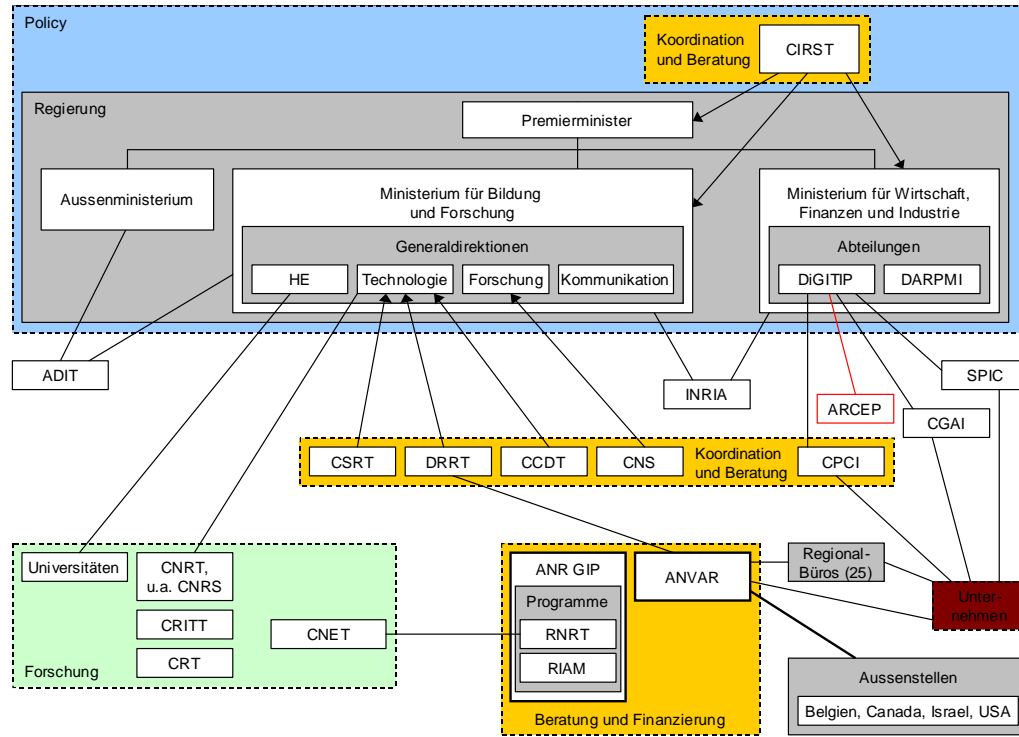 Policy
Koordination
und Beratung
CIRST
Regierung
Premierminister
Aussenministerium
Ministerium für Bildung
und Forschung
Ministerium für Wirtschaft,
Finanzen und Industrie
Generaldirektionen
Abteilungen
HE
Technologie
Forschung
Kommunikation
DiGITIP
DARPMI
ADIT
INRIA
SPIC
ARCEP
CGAI
CSRT
DRRT
CCDT
CNS
Koordination
und Beratung
CPCI
Universitäten
CNRT,
u.a. CNRS
CRITT
CRT
CNET
Forschung
ANR GIP
Programme
RNRT
RIAM
ANVAR
Beratung und Finanzierung
Regional-
Büros (25)
Unter-
nehmen
Aussenstellen
Belgien, Canada, Israel, USA